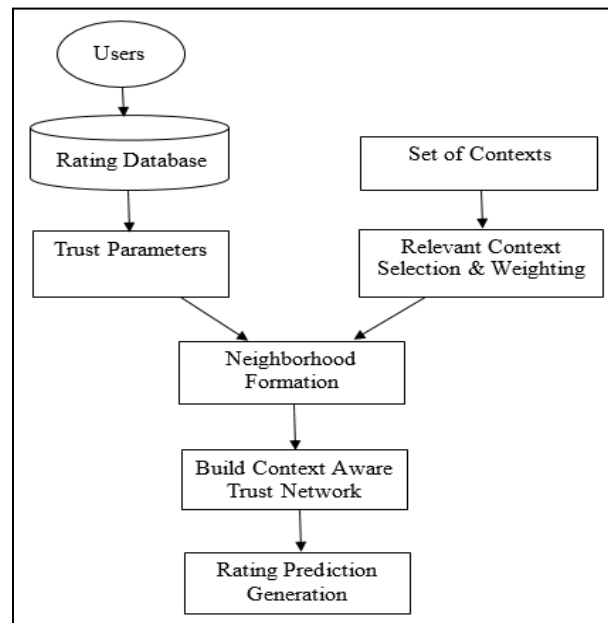 Users
Rating Database
Set of Contexts
Trust Parameters
Relevant Context
Selection & Weighting
Neighborhood
Formation
Build Context Aware
Trust Network
Rating Prediction
Generation